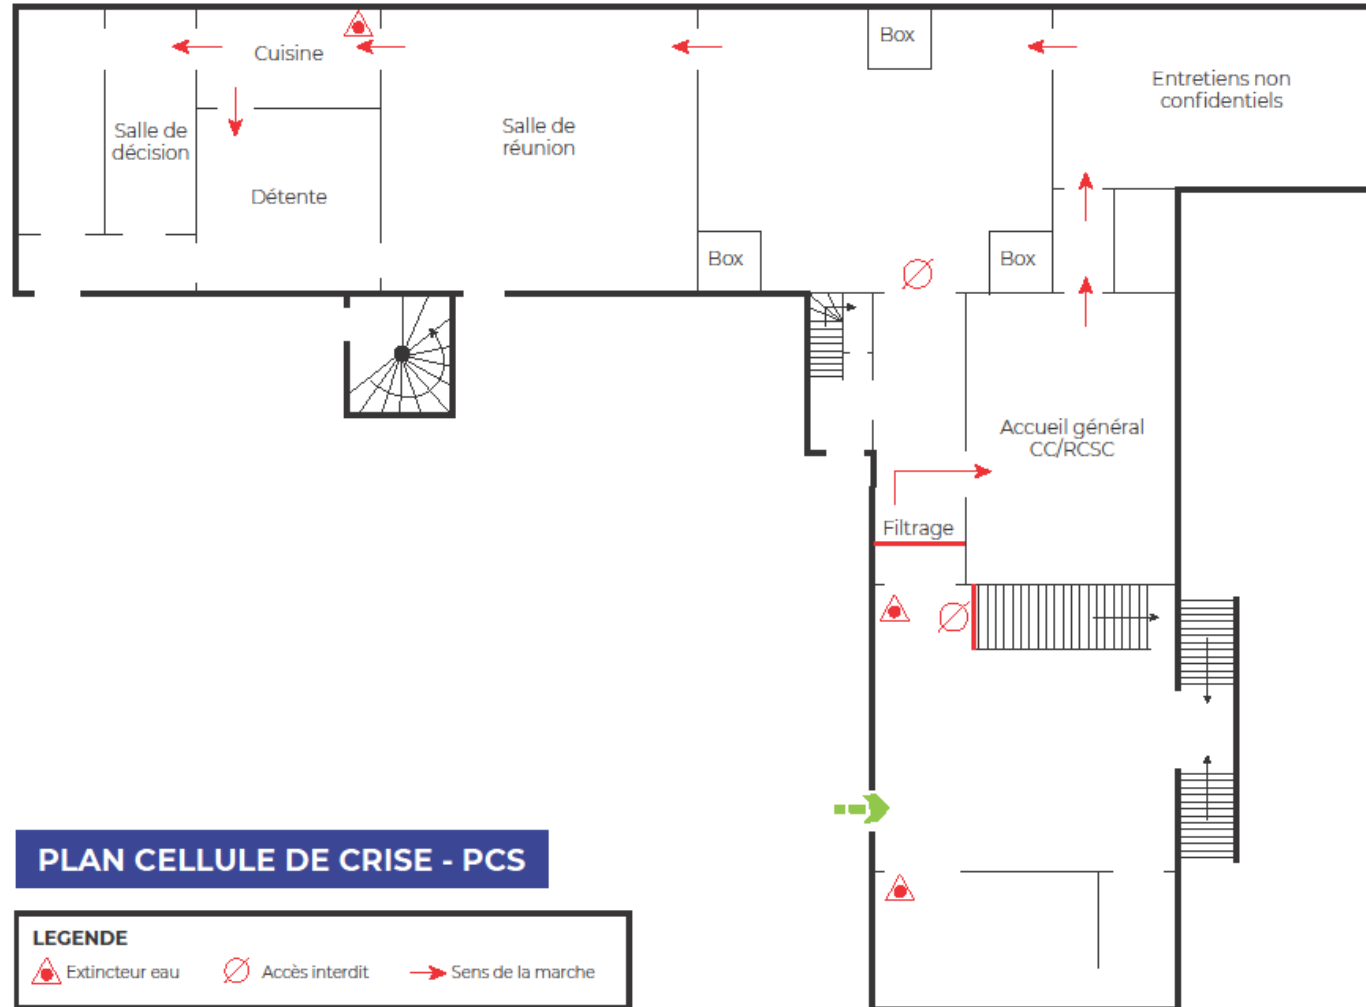 Cuisine
Box
Entretiens non
confidentiels
Salle de
décision
Salle de
réunion
Détente
Box
Box
Accueil général
CC/RCSC
Filtrage
PLAN CELLULE DE CRISE - PCS
LEGENDE
Extincteur eau
Accès interdit
Sens de la marche